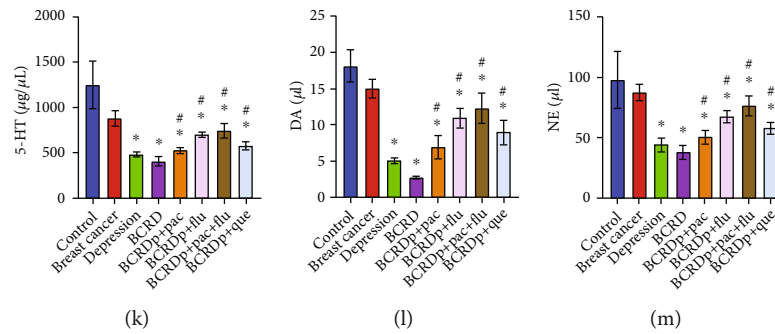 5-HT (μg/μL)
1500
1000
500
0
* * # * # * # * # *
Control
Breast cancer
Depression
BCRD
BCRDp+pac
BCRDp+flu
BCRDp+pac+flu
BCRDp+que
(k)
DA (μl)
25
20
15
10
5
0
* * # * # * # * # *
Control
Breast cancer
Depression
BCRD
BCRDp+pac
BCRDp+flu
BCRDp+pac+flu
BCRDp+que
(l)
NE (μl)
150
100
50
0
* * # * # * # * # *
Control
Breast cancer
Depression
BCRD
BCRDp+pac
BCRDp+flu
BCRDp+pac+flu
BCRDp+que
(m)